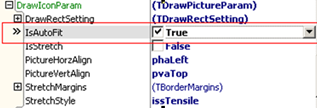 DrawIconParam (TDrawPictureParam)
DrawRectSetting (TDrawRectSetting)
IsAutoFit True
IsStretch False
PictureHorzAlign phaLeft
PictureVertAlign pvaTop
StretchMargins (TBorderMargins)
StretchStyle issTensile